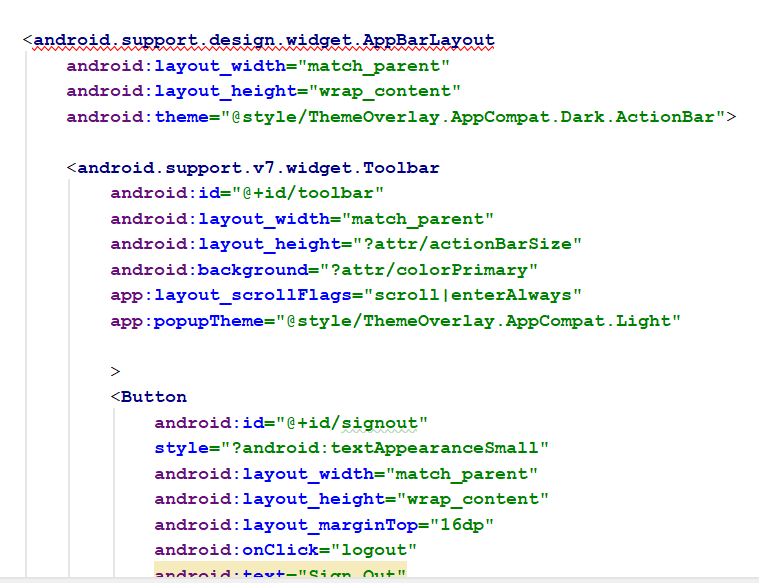 <android.support.design.widget.AppBarLayout
android:layout_width="match_parent"
android:layout_height="wrap_content"
android:theme="@style/ThemeOverlay.AppCompat.Dark.ActionBar">
<android.support.v7.widget.Toolbar
android:id="@+id/toolbar"
android:layout_width="match_parent"
android:layout_height="?attr/actionBarSize"
android:background="?attr/colorPrimary"
app:layout_scrollFlags="scroll|enterAlways"
app:popupTheme="@style/ThemeOverlay.AppCompat.Light"
>
<Button
android:id="@+id/signout"
style="?android:textAppearanceSmall"
android:layout_width="match_parent"
android:layout_height="wrap_content"
android:layout_marginTop="16dp"
android:onClick="logout"
android:text="Sign Out"